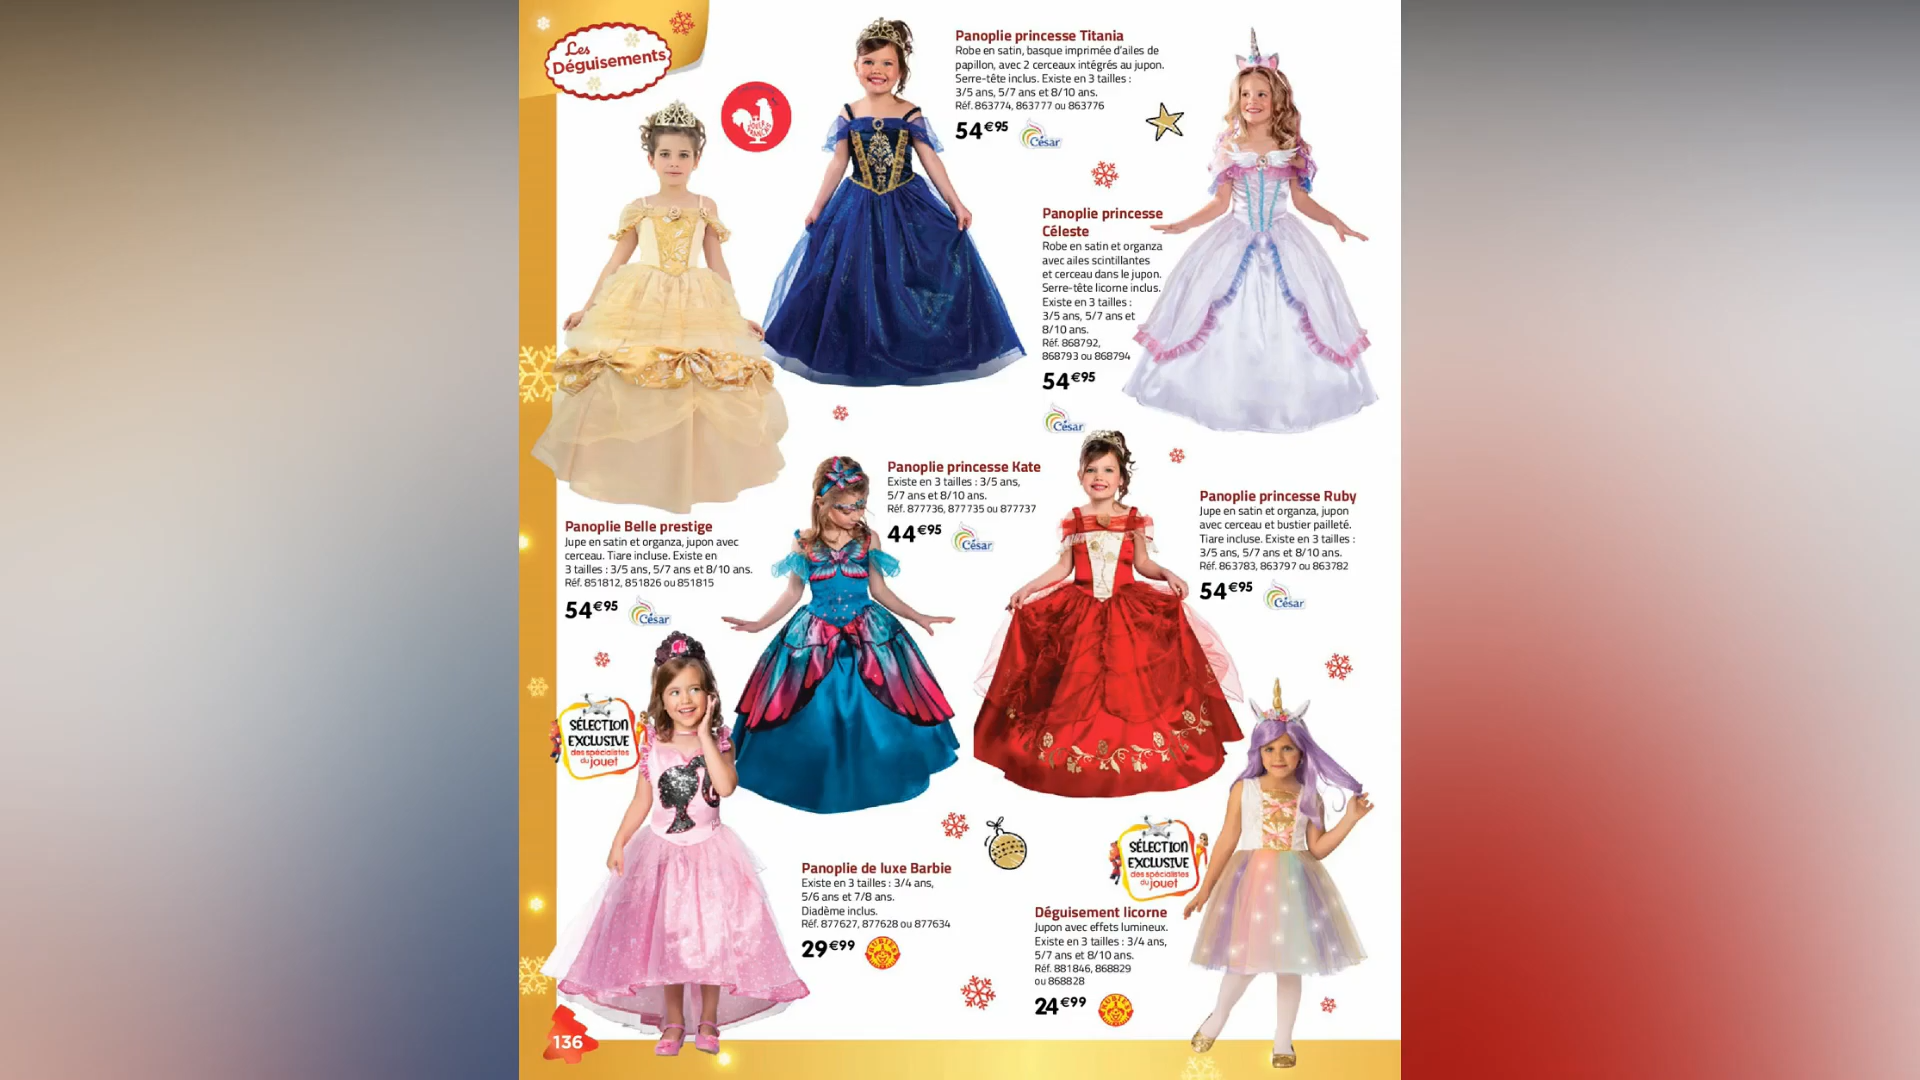 Les
Déguisements
Panoplie princesse Titania
Robe en satin, basque imprimée d'ailes de
papillon, avec 2 cerceaux intégrés au jupon.
Serre-tête inclus. Existe en 3 tailles :
3/5 ans, 5/7 ans et 8/10 ans.
Réf. 863774, 863777 ou 863776
54€95
César
Panoplie princesse
Céleste
Robe en satin et organza
avec ailes scintillantes
et cerceau dans le jupon.
Serre-tête licorne inclus.
Existe en 3 tailles :
3/5 ans, 5/7 ans et
8/10 ans.
Réf. 868792,
868793 ou 868794
54€95
César
Panoplie princesse Kate
Existe en 3 tailles : 3/5 ans,
5/7 ans et 8/10 ans.
Réf. 877736, 877735 ou 877737
44€95
César
Panoplie princesse Ruby
Jupe en satin et organza, jupon
avec cerceau et bustier pailleté.
Tiare incluse. Existe en 3 tailles :
3/5 ans, 5/7 ans et 8/10 ans.
Réf. 863783, 863797 ou 863782
54€95
César
Panoplie Belle prestige
Jupe en satin et organza, jupon avec
cerceau. Tiare incluse. Existe en
3 tailles : 3/5 ans, 5/7 ans et 8/10 ans.
Réf. 851812, 851826 ou 851815
54€95
César
SÉLECTION
EXCLUSIVE
des spécialistes
du jouet
Panoplie de luxe Barbie
Existe en 3 tailles : 3/4 ans,
5/6 ans et 7/8 ans.
Diadème inclus.
Réf. 877627, 877628 ou 877634
29€99
RUBIES
SÉLECTION
EXCLUSIVE
des spécialistes
du jouet
Déguisement licorne
Jupon avec effets lumineux.
Existe en 3 tailles : 3/4 ans,
5/7 ans et 8/10 ans.
Réf. 881846, 868829
ou 868828
24€99
RUBIES
136